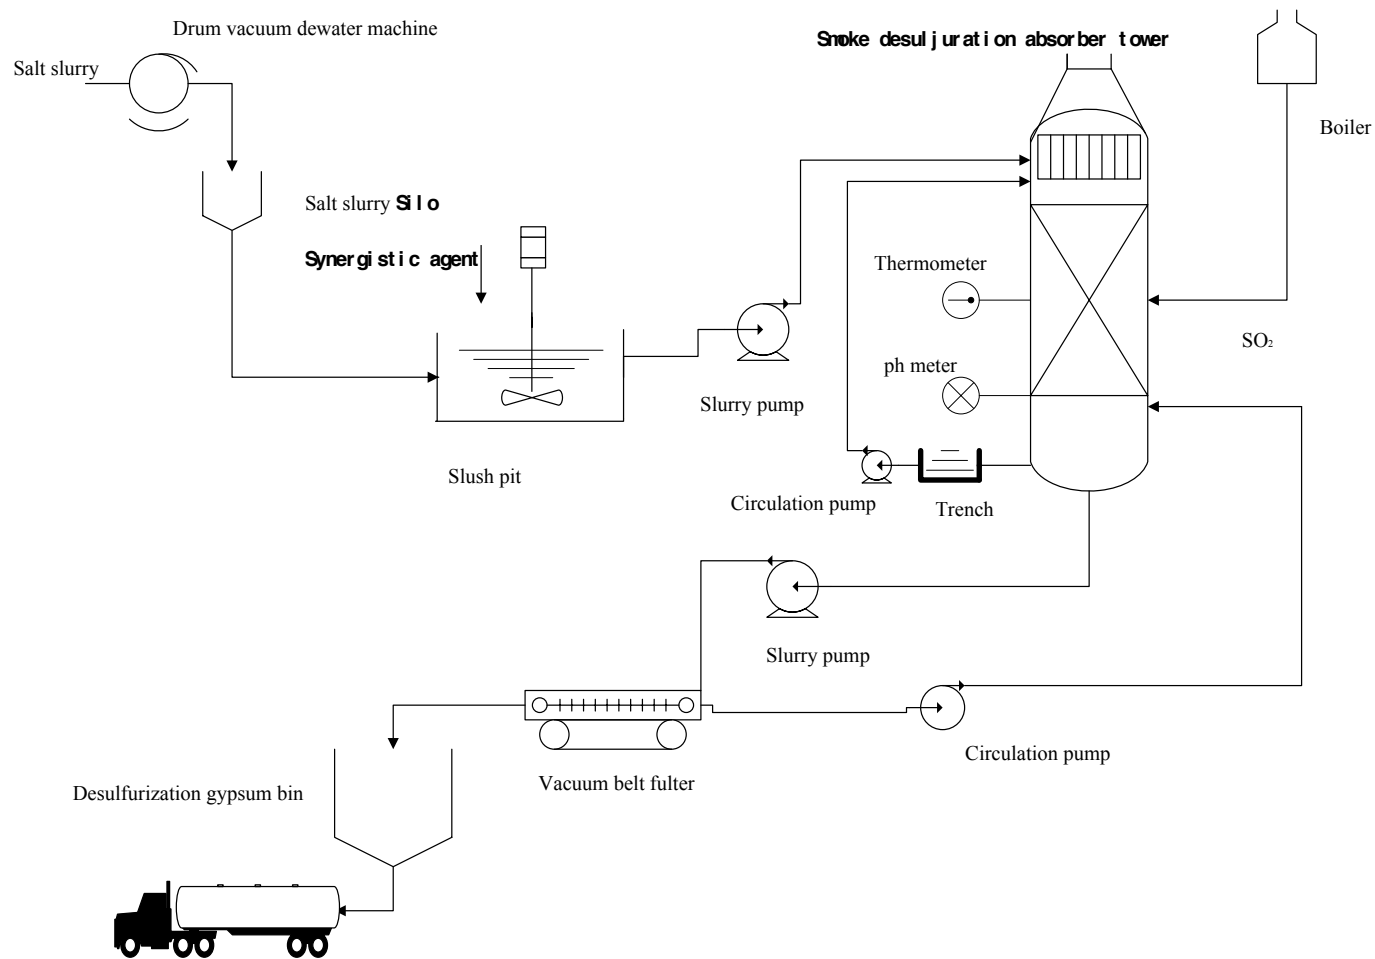 Drum vacuum dewater machine
Smoke desuljuration absorber tower
Salt slurry
Boiler
Salt slurry Silo
Synergistic agent
Thermometer
SO₂
ph meter
Slurry pump
Slush pit
Circulation pump
Trench
Slurry pump
Circulation pump
Vacuum belt fulter
Desulfurization gypsum bin